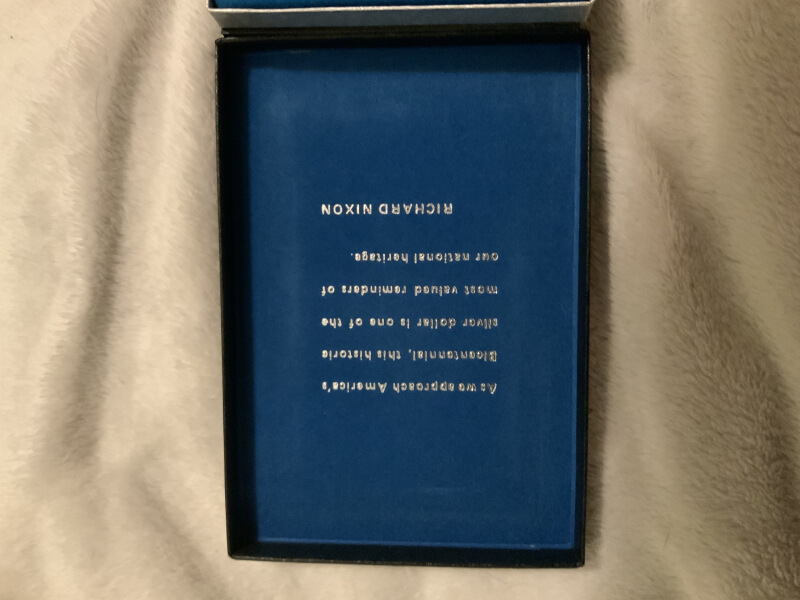 As we approach America's
Bicentennial, this historic
silver dollar is one of the
most valued reminders of
our national heritage.
RICHARD NIXON